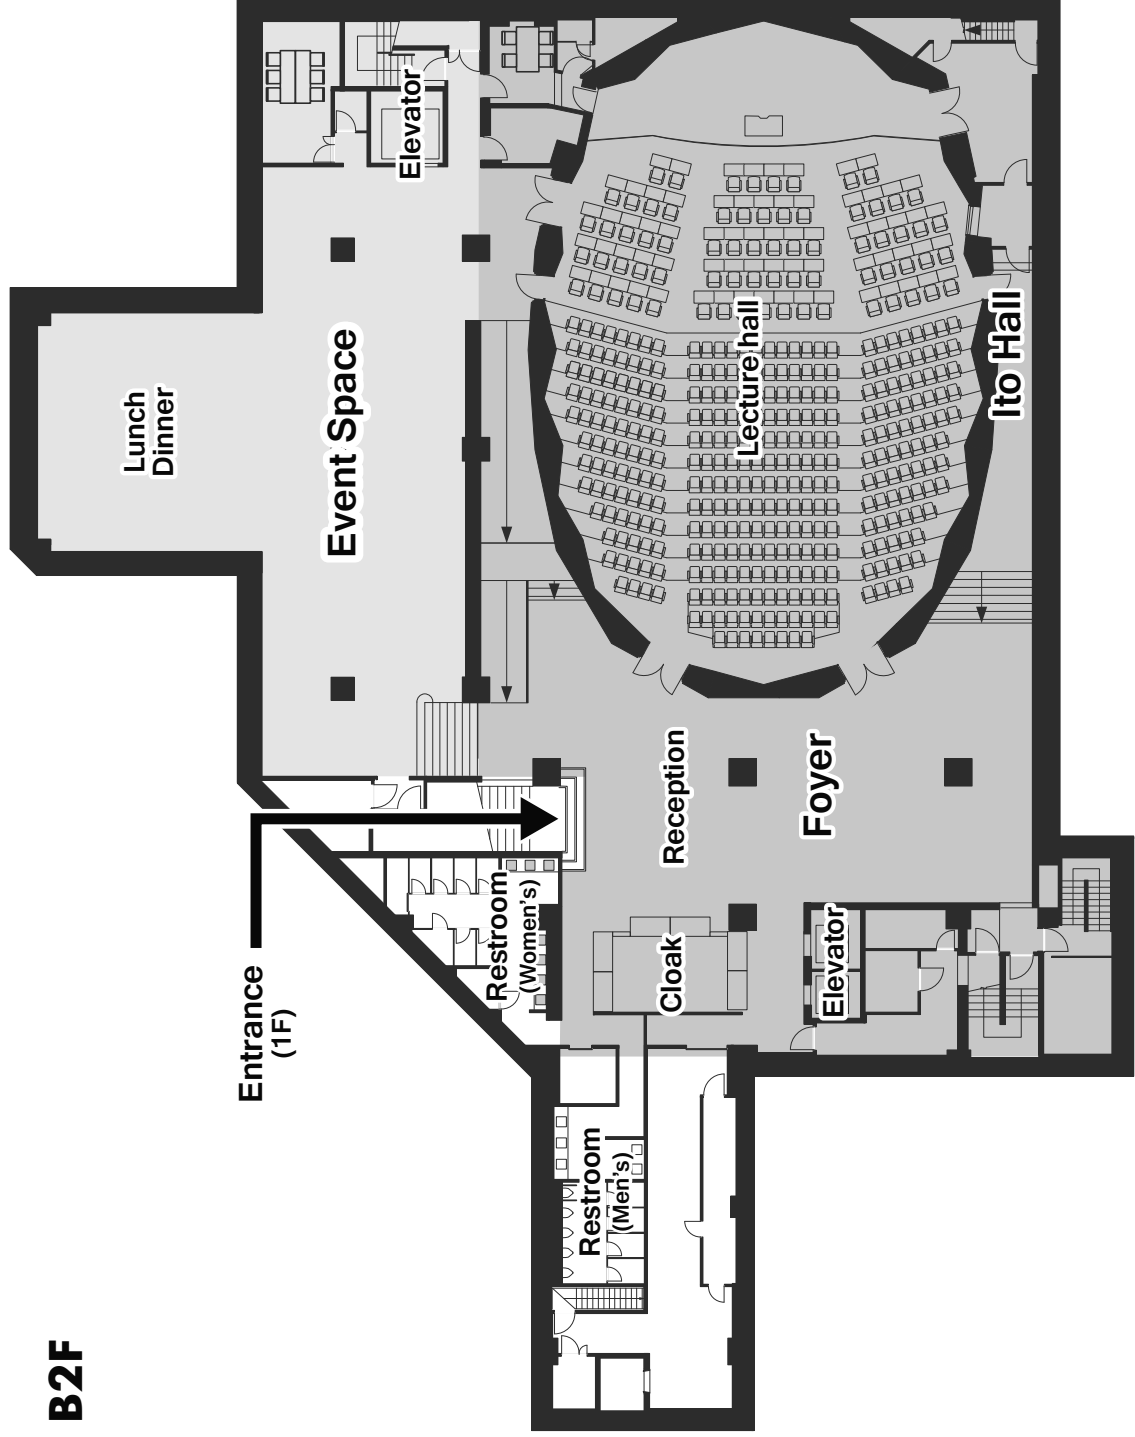 B2F
Entrance
(1F)
Lunch
Dinner
Event Space
Elevator
Restroom
(Women's)
Restroom
(Men's)
Reception
Cloak
Lecture hall
Foyer
Elevator
Ito Hall